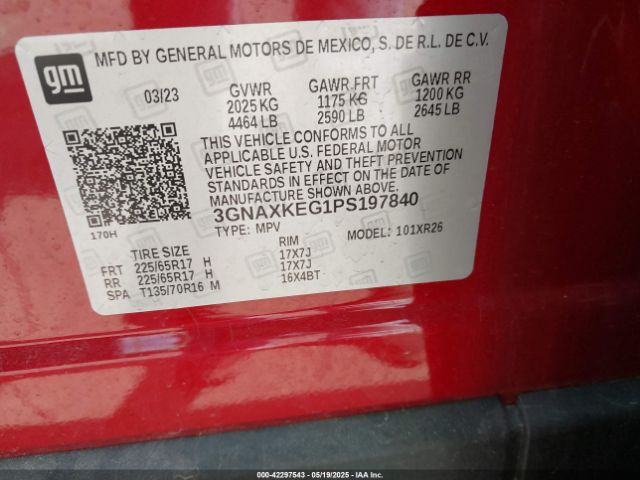 gm
MFD BY GENERAL MOTORS DE MEXICO, S. DE R.L. DE C.V.
03/23 GVWR GAWR FRT GAWR RR
2025 KG 1175 KG 1200 KG
4464 LB 2590 LB 2645 LB
THIS VEHICLE CONFORMS TO ALL
APPLICABLE U.S. FEDERAL MOTOR
VEHICLE SAFETY AND THEFT PREVENTION
STANDARDS IN EFFECT ON THE DATE OF
MANUFACTURE SHOWN ABOVE.
3GNAXKEG1PS197840
170H TYPE: MPV MODEL: 101XR26
TIRE SIZE RIM
FRT 225/65R17 H 17X7J
RR 225/65R17 H 17X7J
SPA T135/70R16 M 16X4BT
© 42297543 - 05/19/2025 - IAA Inc. All Rights Reserved